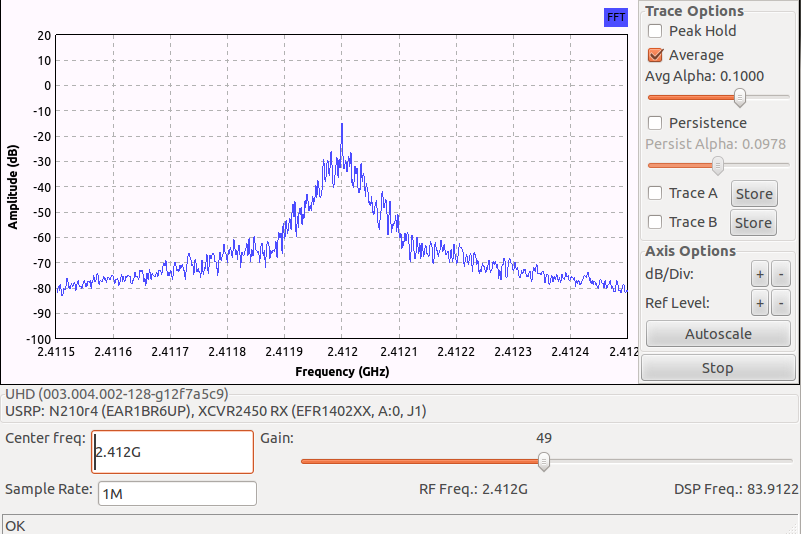 FFT
Trace Options
Peak Hold
Average
Avg Alpha: 0.1000
Persistence
Persist Alpha: 0.0978
Trace A Store
Trace B Store
Axis Options
dB/Div: + -
Ref Level: + -
Autoscale
Stop
20
10
0
-10
-20
-30
-40
-50
-60
-70
-80
-90
-100
Amplitude (dB)
2.4115 2.4116 2.4117 2.4118 2.4119 2.412 2.4121 2.4122 2.4123 2.4124 2.412
Frequency (GHz)
UHD (003.004.002-128-g12f7a5c9)
USRP: N210r4 (EAR1BR6UP), XCVR2450 RX (EFR1402XX, A:0, J1)
Center freq: 2.412G Gain: 49
Sample Rate: 1M RF Freq.: 2.412G DSP Freq.: 83.9122
OK